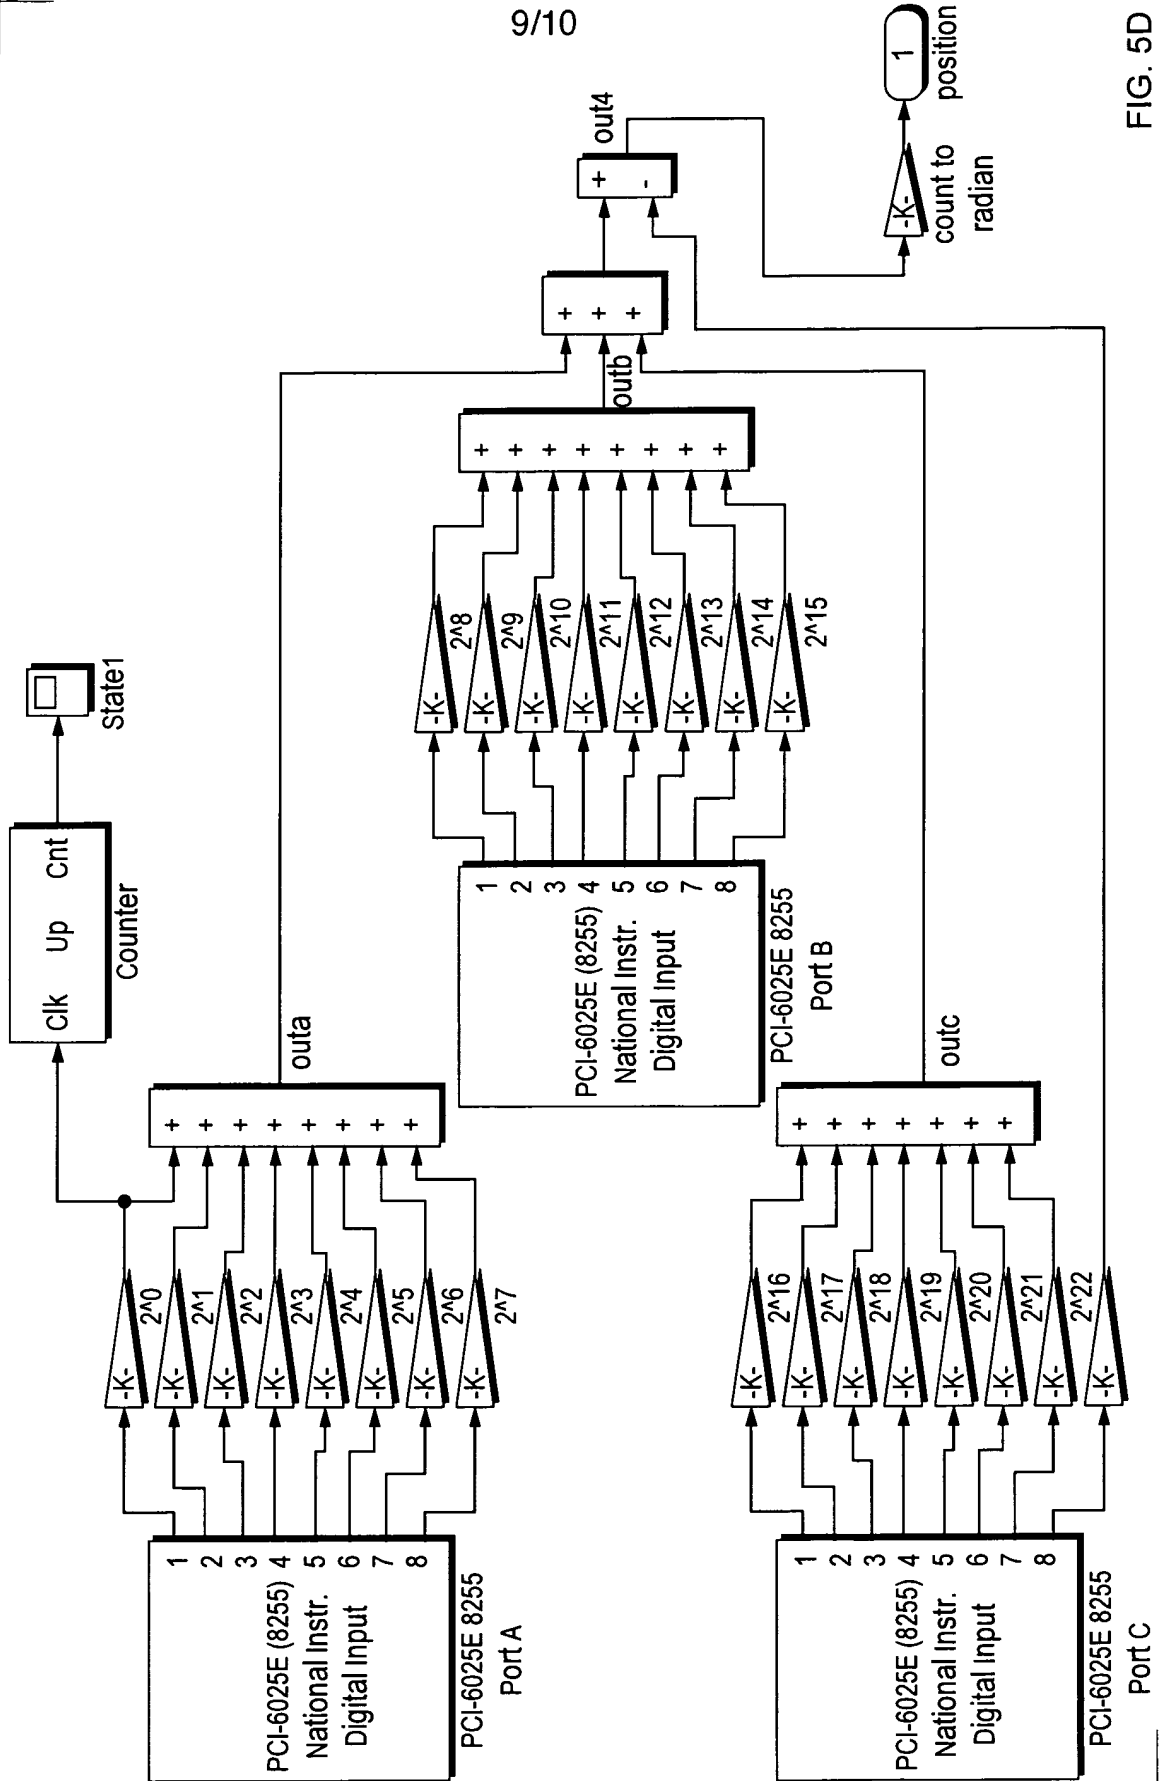 9/10
FIG. 5D
Clk Up Cnt
Counter
State1
PCI-6025E (8255)
National Instr.
Digital Input
1
2
3
4
5
6
7
8
PCI-6025E 8255
Port A
-K-
2^0
-K-
2^1
-K-
2^2
-K-
2^3
-K-
2^4
-K-
2^5
-K-
2^6
-K-
2^7
+
+
+
+
+
+
+
+
outa
PCI-6025E (8255)
National Instr.
Digital Input
1
2
3
4
5
6
7
8
PCI-6025E 8255
Port B
-K-
2^8
-K-
2^9
-K-
2^10
-K-
2^11
-K-
2^12
-K-
2^13
-K-
2^14
-K-
2^15
+
+
+
+
+
+
+
+
outb
PCI-6025E (8255)
National Instr.
Digital Input
1
2
3
4
5
6
7
8
PCI-6025E 8255
Port C
-K-
2^16
-K-
2^17
-K-
2^18
-K-
2^19
-K-
2^20
-K-
2^21
-K-
2^22
-K-
+
+
+
+
+
+
+
outc
+
+
+
+
-
out4
-K-
count to
radian
1
position